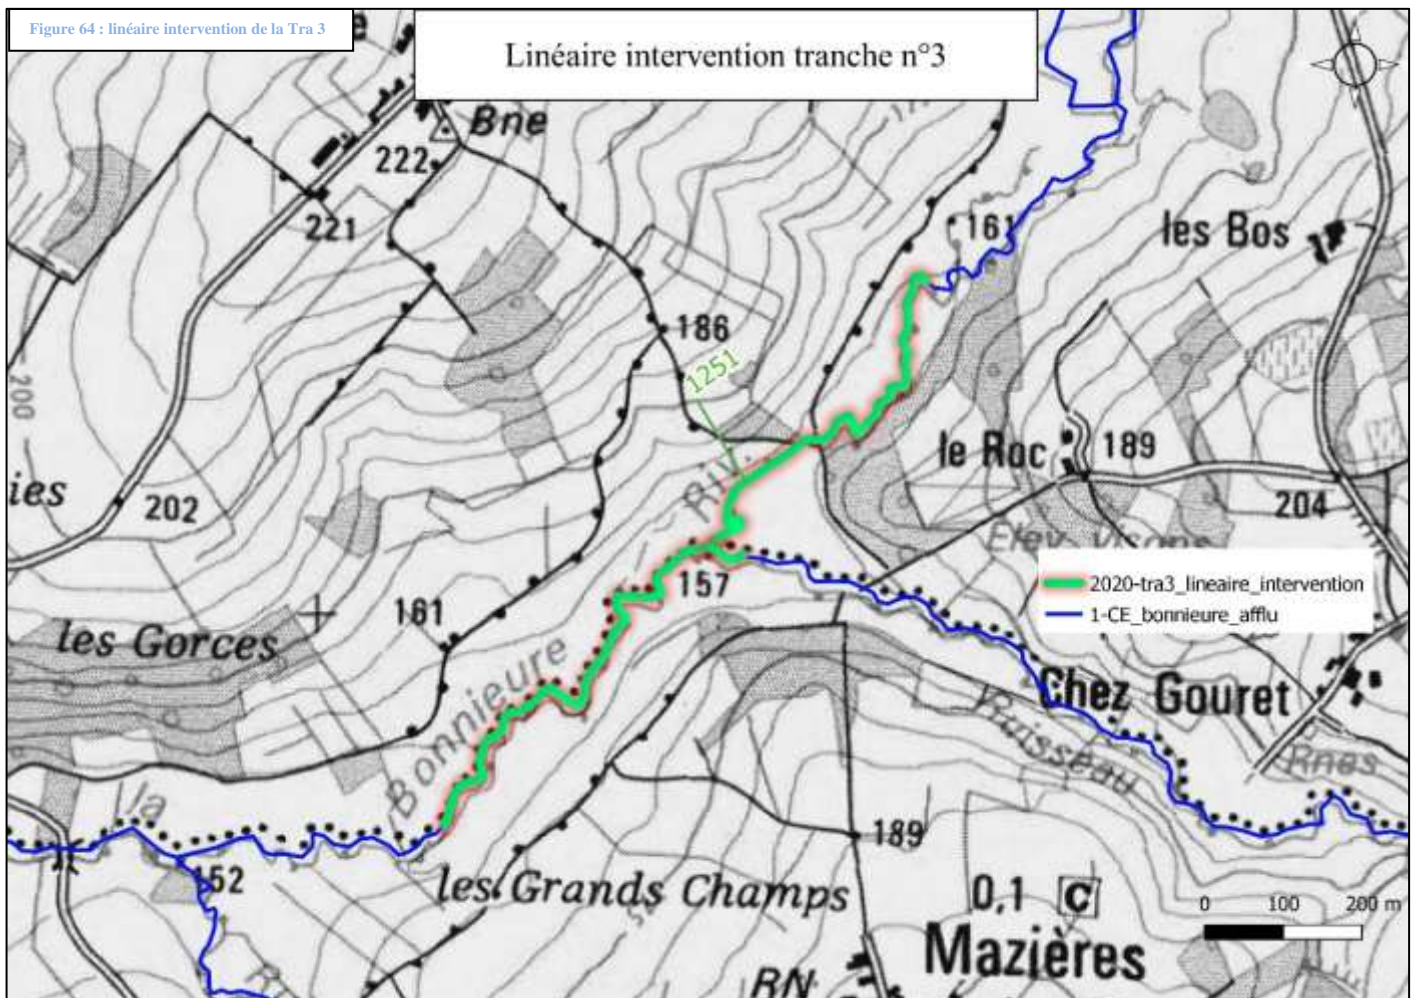 Figure 64 : linéaire intervention de la Tra 3
Linéaire intervention tranche n°3
Bne
222
221
161
les Bos
186
1251
200
le Roc
189
ies
202
204
Riv.
Elev. Visons
157
2020-tra3_lineaire_intervention
1-CE_bonnieure_afflu
161
les Gorces
Bonnieure
Chez Gouret
Ruisseau
Rnes
la
189
152
les Grands Champs
0,1 C
0 100 200 m
Mazières
RN